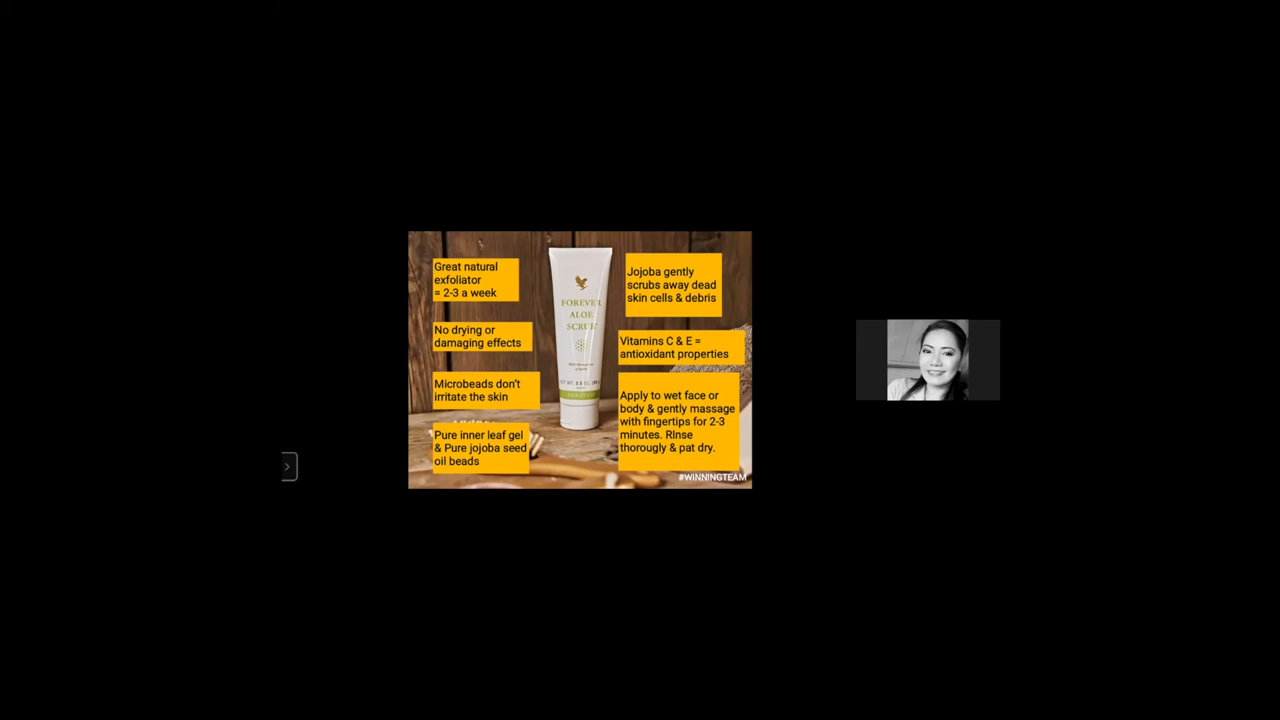 Great natural
exfoliator
= 2-3 a week
No drying or
damaging effects
Microbeads don't
irritate the skin
Pure inner leaf gel
& Pure jojoba seed
oil beads
FOREVER
ALOE
SCRUB
Jojoba gently
scrubs away dead
skin cells & debris
Vitamins C & E =
antioxidant properties
Apply to wet face or
body & gently massage
with fingertips for 2-3
minutes. RInse
thorougly & pat dry.
#WINNINGTEAM